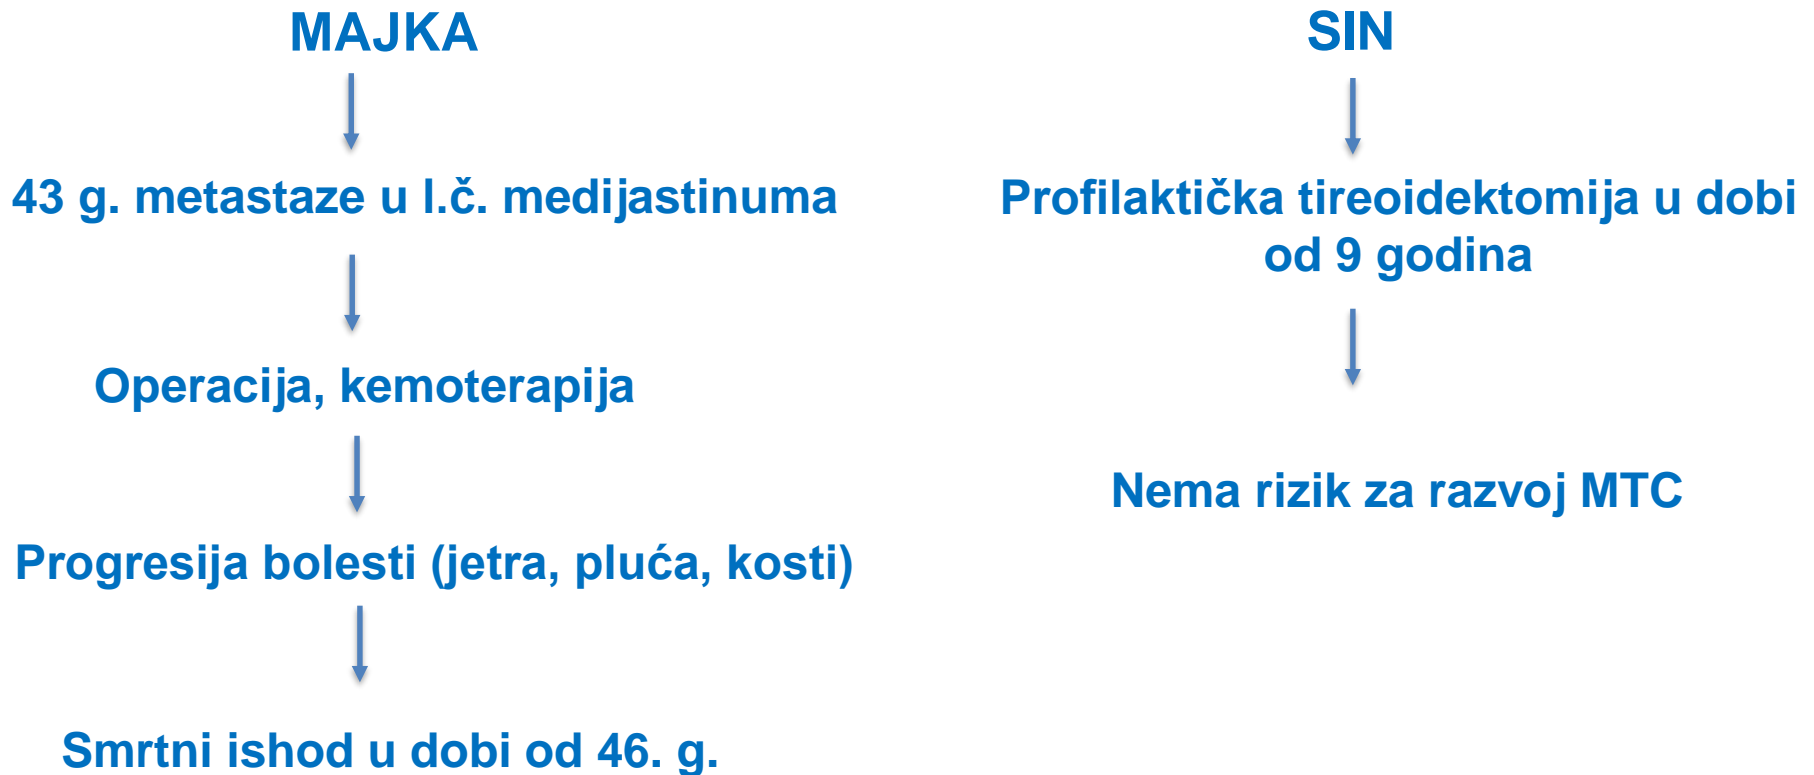 MAJKA
43 g. metastaze u l.č. medijastinuma
Operacija, kemoterapija
Progresija bolesti (jetra, pluća, kosti)
Smrtni ishod u dobi od 46. g.
SIN
Profilaktička tireoidektomija u dobi
od 9 godina
Nema rizik za razvoj MTC